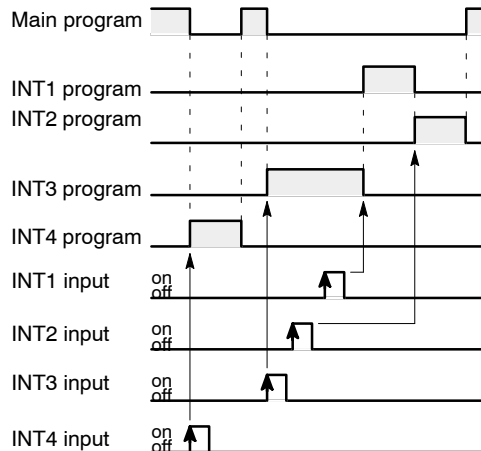 Main program
INT1 program
INT2 program
INT3 program
INT4 program
INT1 input on
off
INT2 input on
off
INT3 input on
off
INT4 input on
off